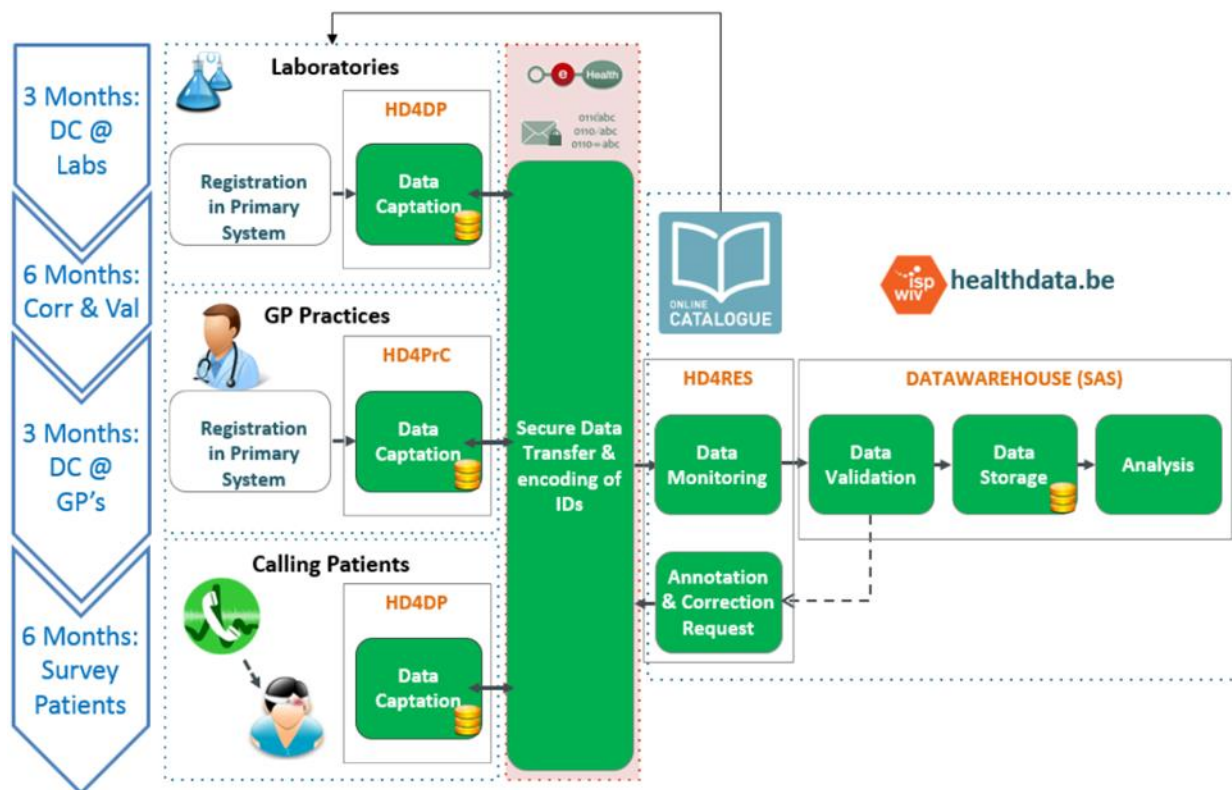 3 Months:
DC @
Labs
6 Months:
Corr & Val
3 Months:
DC @
GP's
6 Months:
Survey
Patients
Laboratories
HD4DP
Registration
in Primary
System
Data
Captation
GP Practices
HD4PrC
Registration
in Primary
System
Data
Captation
Calling Patients
HD4DP
Data
Captation
e Health
Secure Data
Transfer &
encoding of
IDs
ONLINE
CATALOGUE
isp
WIV
healthdata.be
HD4RES
Data
Monitoring
Annotation
& Correction
Request
DATAWAREHOUSE (SAS)
Data
Validation
Data
Storage
Analysis